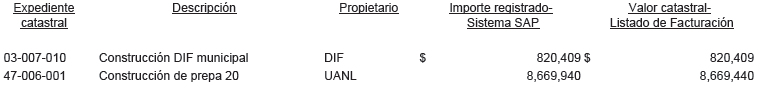 Expediente Descripción Propietario Importe registrado- Valor catastral-
catastral Sistema SAP Listado de Facturación
03-007-010 Construcción DIF municipal DIF $ 820,409 $ 820,409
47-006-001 Construcción de prepa 20 UANL 8,669,940 8,669,440